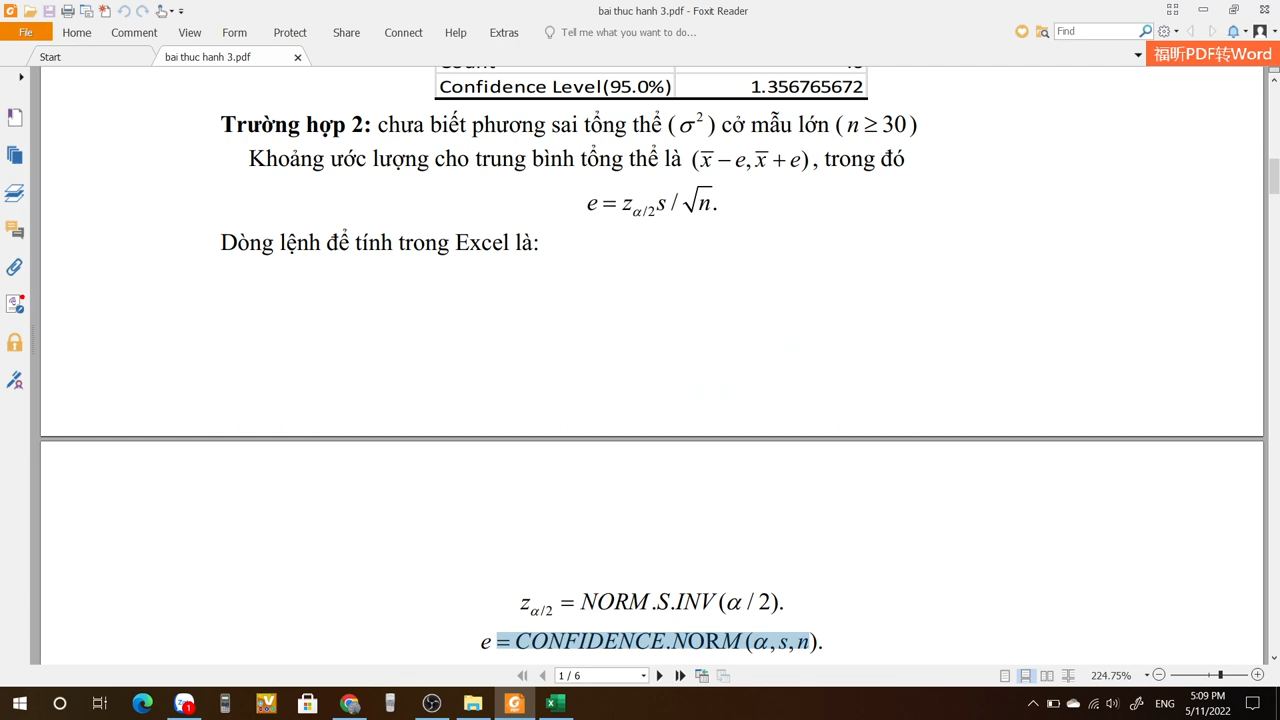 bai thuc hanh 3.pdf - Foxit Reader
File Home Comment View Form Protect Share Connect Help Extras Tell me what you want to do... Find
Start bai thuc hanh 3.pdf 福昕PDF转Word
Confidence Level(95.0%) 1.356765672
Trường hợp 2: chưa biết phương sai tổng thể (σ²) cở mẫu lớn (n ≥ 30)
Khoảng ước lượng cho trung bình tổng thể là (x̄ − e, x̄ + e), trong đó
e = z_{α/2} s / √n.
Dòng lệnh để tính trong Excel là:
z_{α/2} = NORM.S.INV(α / 2).
e = CONFIDENCE.NORM(α, s, n).
1 / 6 224.75%
ENG 5:09 PM
5/11/2022